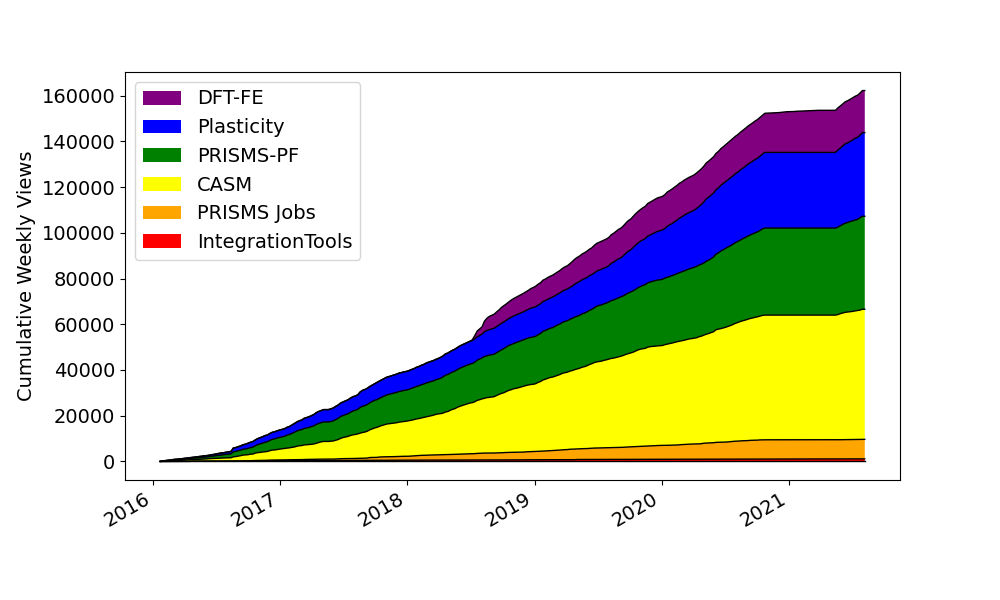 DFT-FE
Plasticity
PRISMS-PF
CASM
PRISMS Jobs
IntegrationTools
Cumulative Weekly Views
160000
140000
120000
100000
80000
60000
40000
20000
0
2016 2017 2018 2019 2020 2021